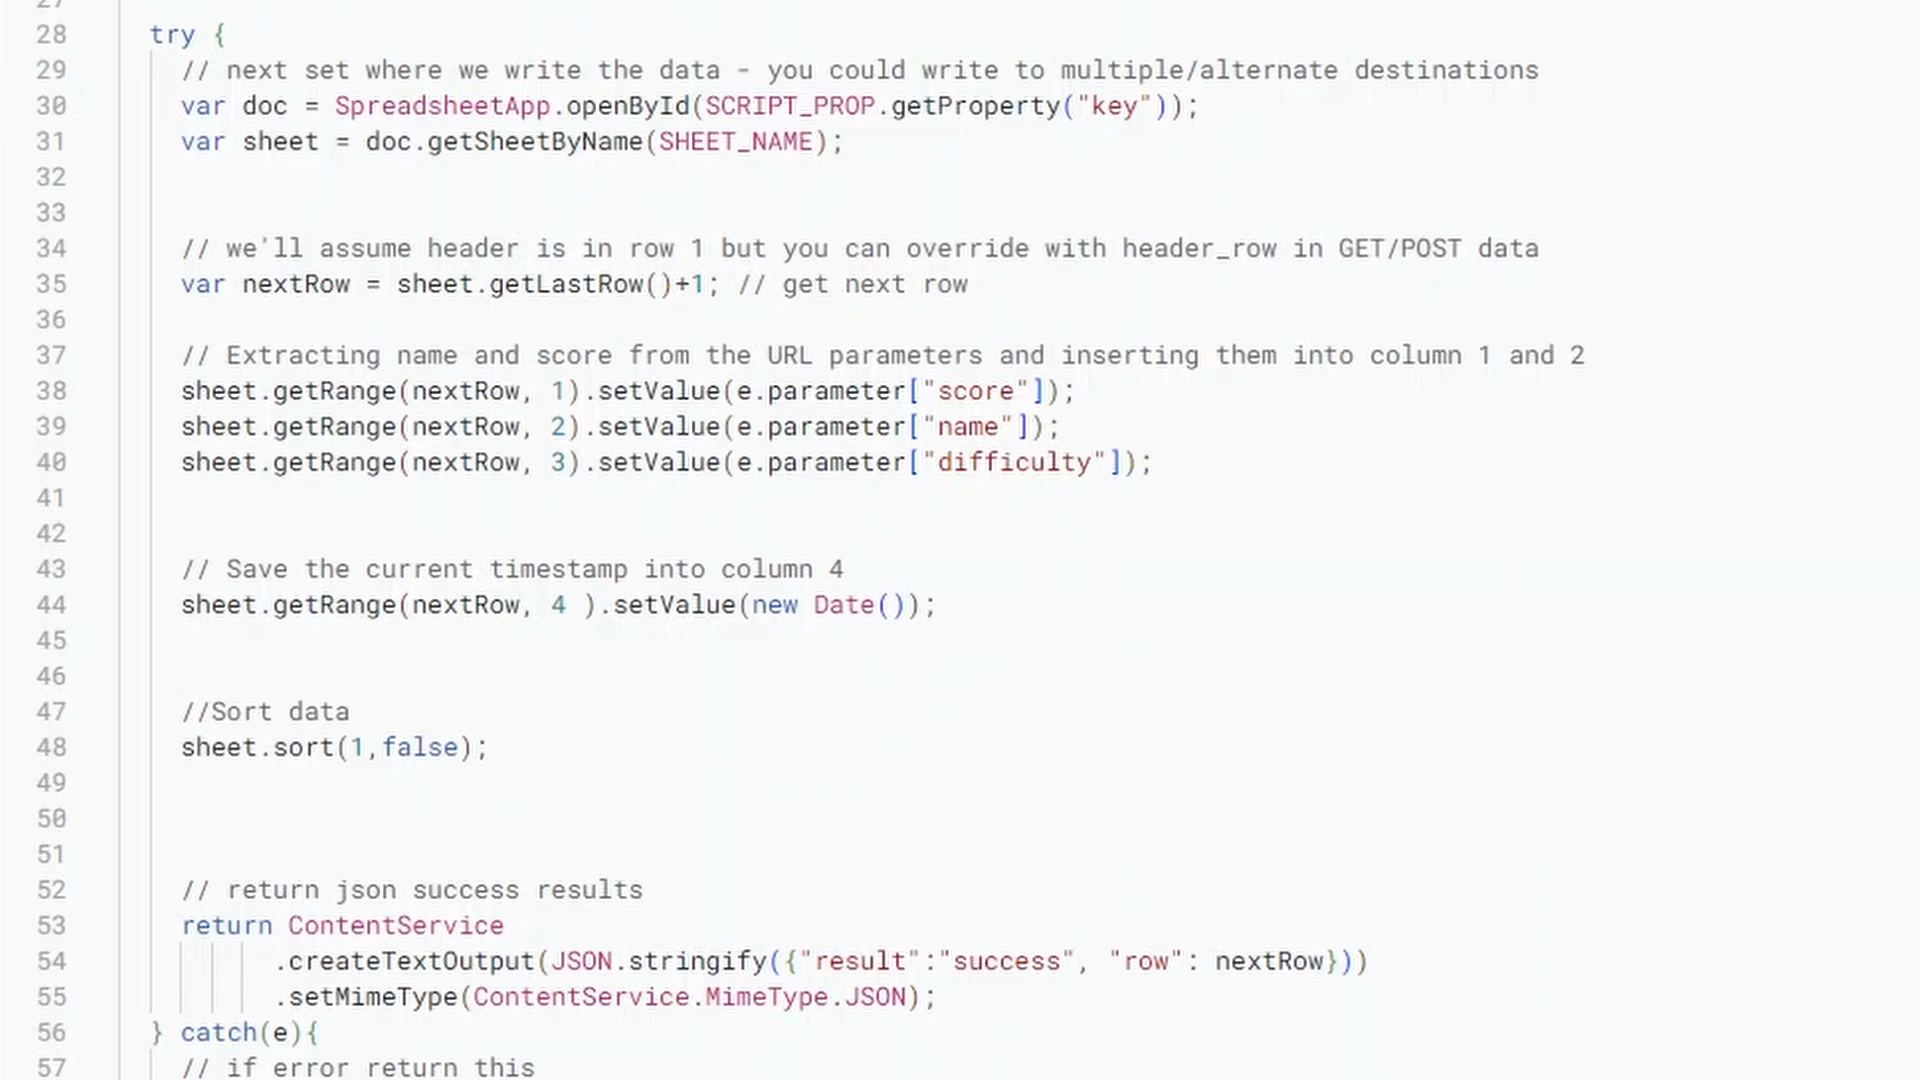 27
28 try {
29 // next set where we write the data - you could write to multiple/alternate destinations
30 var doc = SpreadsheetApp.openById(SCRIPT_PROP.getProperty("key"));
31 var sheet = doc.getSheetByName(SHEET_NAME);
32
33
34 // we'll assume header is in row 1 but you can override with header_row in GET/POST data
35 var nextRow = sheet.getLastRow()+1; // get next row
36
37 // Extracting name and score from the URL parameters and inserting them into column 1 and 2
38 sheet.getRange(nextRow, 1).setValue(e.parameter["score"]);
39 sheet.getRange(nextRow, 2).setValue(e.parameter["name"]);
40 sheet.getRange(nextRow, 3).setValue(e.parameter["difficulty"]);
41
42
43 // Save the current timestamp into column 4
44 sheet.getRange(nextRow, 4 ).setValue(new Date());
45
46
47 //Sort data
48 sheet.sort(1,false);
49
50
51
52 // return json success results
53 return ContentService
54 .createTextOutput(JSON.stringify({"result":"success", "row": nextRow}))
55 .setMimeType(ContentService.MimeType.JSON);
56 } catch(e){
57 // if error return this